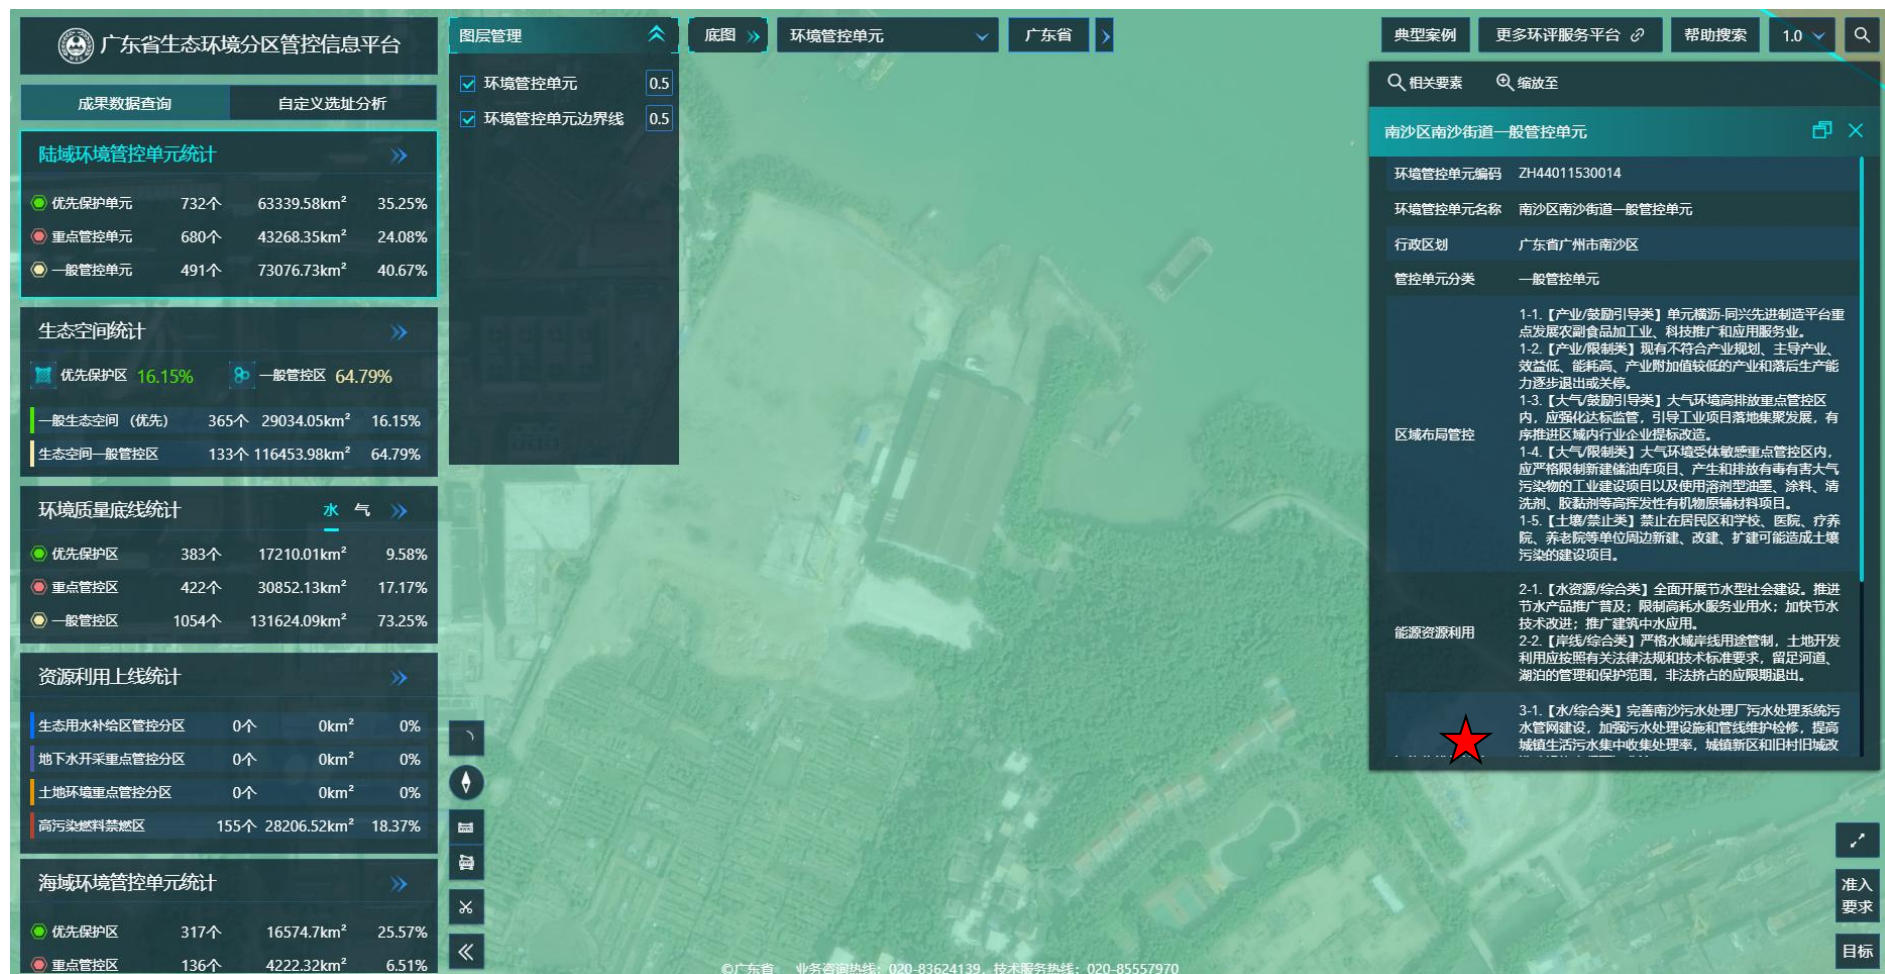 广东省生态环境分区管控信息平台
成果数据查询 自定义选址分析
陆域环境管控单元统计
优先保护单元 732个 63339.58km² 35.25%
重点管控单元 680个 43268.35km² 24.08%
一般管控单元 491个 73076.73km² 40.67%
生态空间统计
优先保护区 16.15% 一般管控区 64.79%
一般生态空间（优先） 365个 29034.05km² 16.15%
生态空间一般管控区 133个 116453.98km² 64.79%
环境质量底线统计 水 气
优先保护区 383个 17210.01km² 9.58%
重点管控区 422个 30852.13km² 17.17%
一般管控区 1054个 131624.09km² 73.25%
资源利用上线统计
生态用水补给区管控分区 0个 0km² 0%
地下水开采重点管控分区 0个 0km² 0%
土地环境重点管控分区 0个 0km² 0%
高污染燃料禁燃区 155个 28206.52km² 18.37%
海域环境管控单元统计
优先保护区 317个 16574.7km² 25.57%
重点管控区 136个 4222.32km² 6.51%
图层管理
环境管控单元 0.5
环境管控单元边界线 0.5
底图 环境管控单元 广东省
典型案例 更多环评服务平台 帮助搜索 1.0
相关要素 缩放至
南沙区南沙街道一般管控单元
环境管控单元编码 ZH44011530014
环境管控单元名称 南沙区南沙街道一般管控单元
行政区划 广东省广州市南沙区
管控单元分类 一般管控单元
区域布局管控
1-1.【产业/鼓励引导类】单元横沥-同兴先进制造平台重
点发展农副食品加工业、科技推广和应用服务业。
1-2.【产业/限制类】现有不符合产业规划、主导产业、
效益低、能耗高、产业附加值较低的产业和落后生产能
力逐步退出或关停。
1-3.【大气/鼓励引导类】大气环境高排放重点管控区
内，应强化达标监管，引导工业项目落地集聚发展，有
序推进区域内行业企业提标改造。
1-4.【大气/限制类】大气环境受体敏感重点管控区内，
应严格限制新建储油库项目、产生和排放有毒有害大气
污染物的工业建设项目以及使用溶剂型油墨、涂料、清
洗剂、胶黏剂等高挥发性有机物原辅材料项目。
1-5.【土壤/禁止类】禁止在居民区和学校、医院、疗养
院、养老院等单位周边新建、改建、扩建可能造成土壤
污染的建设项目。
能源资源利用
2-1.【水资源/综合类】全面开展节水型社会建设。推进
节水产品推广普及；限制高耗水服务业用水；加快节水
技术改进；推广建筑中水应用。
2-2.【岸线/综合类】严格水域岸线用途管制，土地开发
利用应按照有关法律法规和技术标准要求，留足河道、
湖泊的管理和保护范围，非法挤占的应限期退出。
3-1.【水/综合类】完善南沙污水处理厂污水处理系统污
水管网建设，加强污水处理设施和管线维护检修，提高
城镇生活污水集中收集处理率，城镇新区和旧村旧城改
准入
要求
目标
©广东省 业务咨询热线：020-83624139，技术服务热线：020-85557970